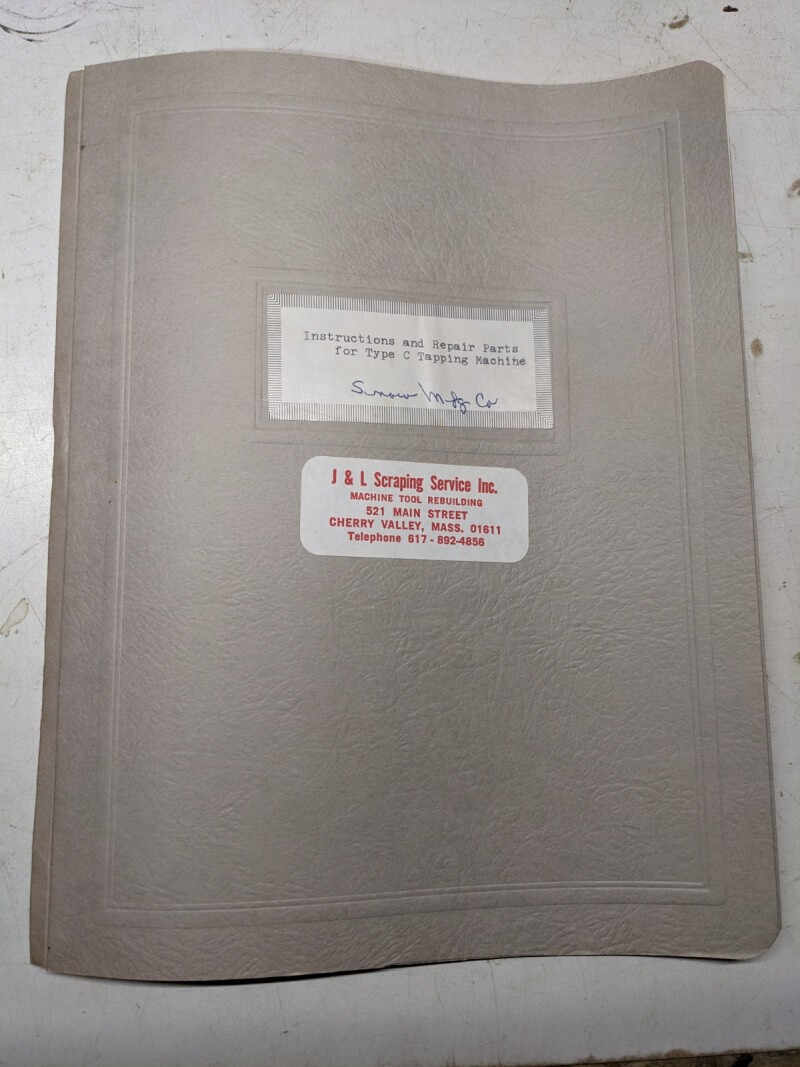 Instructions and Repair Parts
for Type C Tapping Machine
Snow Mfg Co
J & L Scraping Service Inc.
MACHINE TOOL REBUILDING
521 MAIN STREET
CHERRY VALLEY, MASS. 01611
Telephone 617 - 892-4856